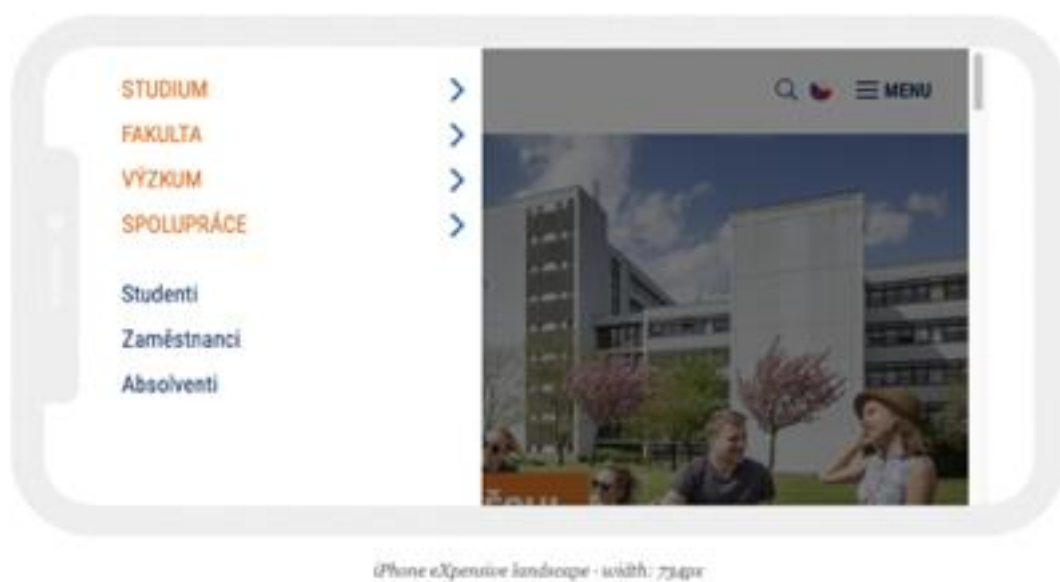 STUDIUM
FAKULTA
VÝZKUM
SPOLUPRÁCE
Studenti
Zaměstnanci
Absolventi
MENU
iPhone eXpensive landscape - width: 734px